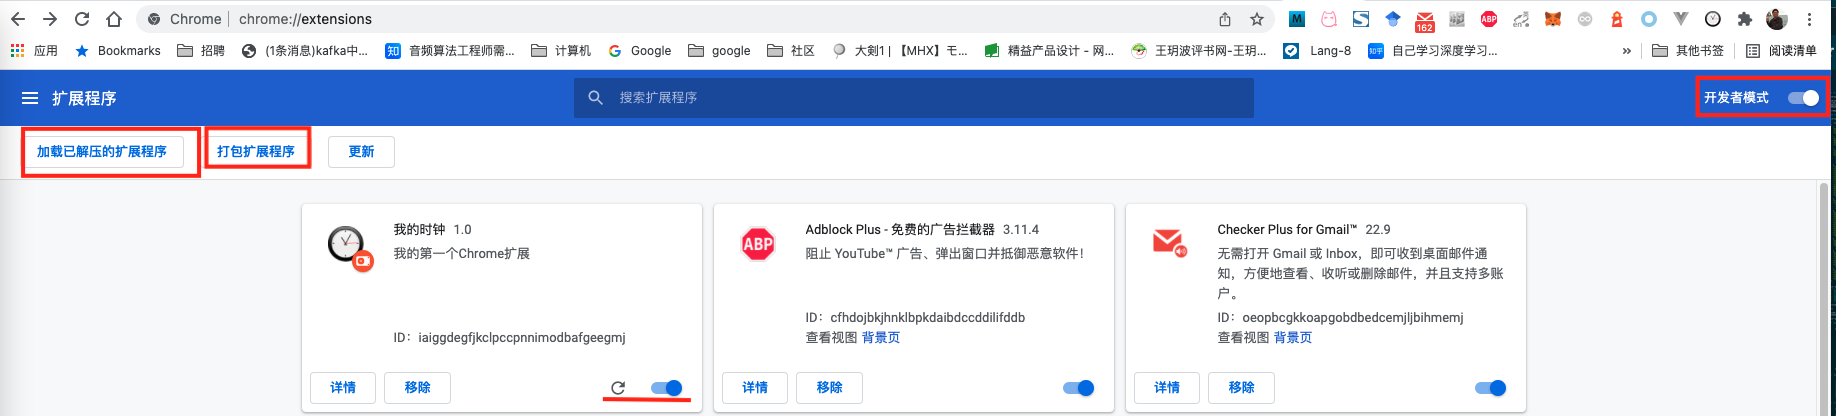 Chrome chrome://extensions
M S 162 ABP en
应用 Bookmarks 招聘 (1条消息)kafka中... 知 音频算法工程师需... 计算机 Google google 社区 大剣1 | 【MHX】モ... 精益产品设计 - 网... 王玥波评书网-王玥... Lang-8 知乎 自己学习深度学习... » 其他书签 阅读清单
扩展程序 搜索扩展程序 开发者模式
加载已解压的扩展程序 打包扩展程序 更新
我的时钟 1.0
我的第一个Chrome扩展
ID：iaiggdegfjkclpccpnnimodbafgeegmj
详情 移除
ABP
Adblock Plus - 免费的广告拦截器 3.11.4
阻止 YouTube™ 广告、弹出窗口并抵御恶意软件！
ID：cfhdojbkjhnklbpkdaibdccddilifddb
查看视图 背景页
详情 移除
Checker Plus for Gmail™ 22.9
无需打开 Gmail 或 Inbox，即可收到桌面邮件通
知，方便地查看、收听或删除邮件，并且支持多账
户。
ID：oeopbcgkkoapgobdbedcemjljbihmemj
查看视图 背景页
详情 移除